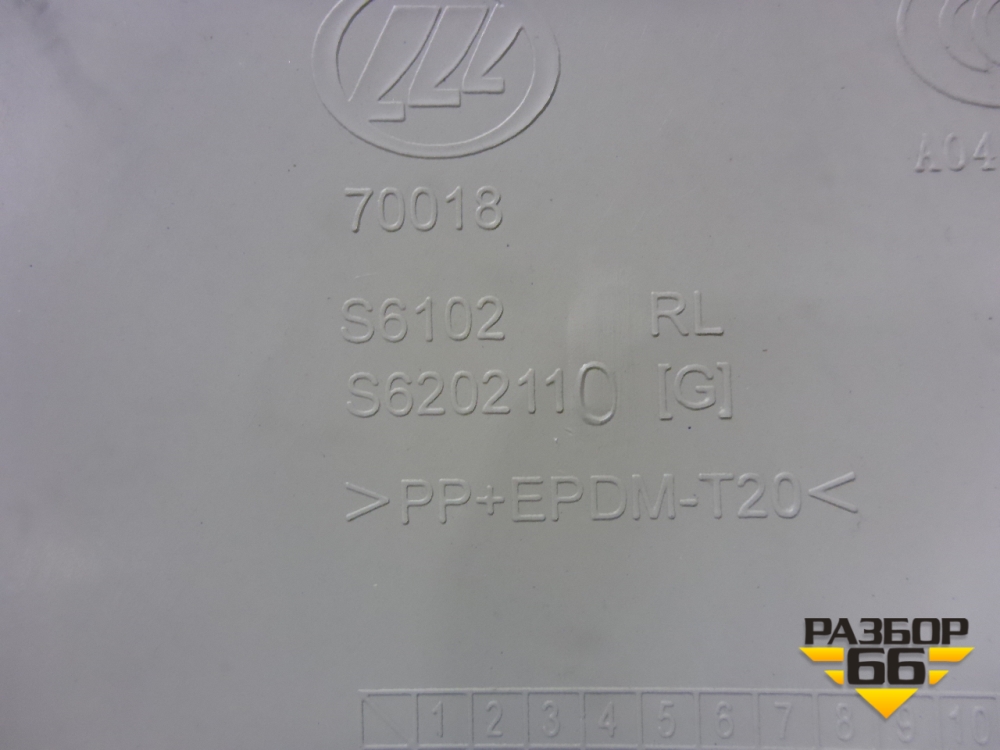 A04
70018
S6102 RL
S6202110 [G]
>PP+EPDM-T20<
РАЗБОР
66
1 2 3 4 5 6 7 8 9 10